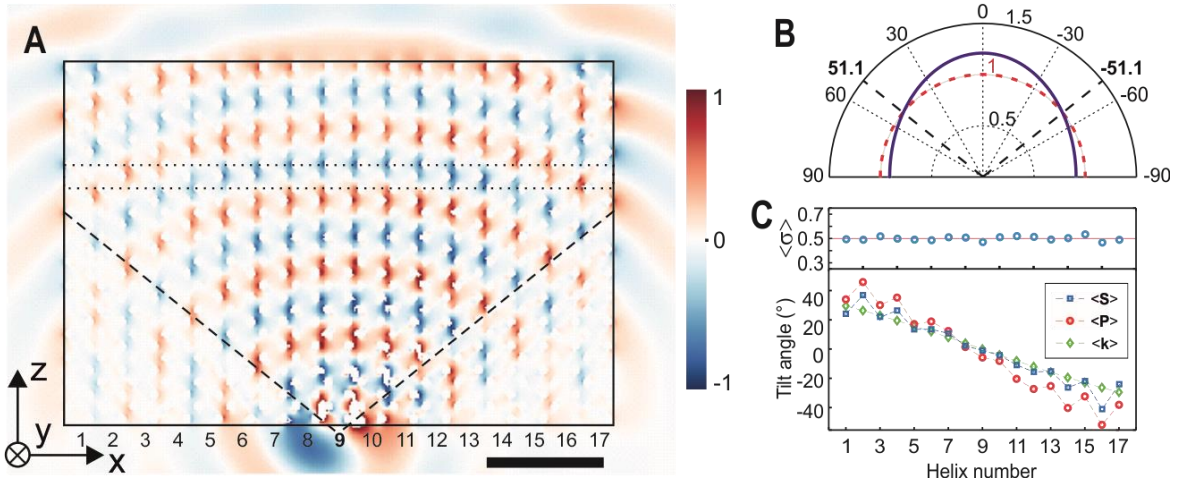 A
1
0
-1
z
y
x
1 2 3 4 5 6 7 8 9 10 11 12 13 14 15 16 17
B
0
1.5
30
-30
51.1
-51.1
60
-60
1
0.5
90
-90
C
<σ>
0.7
0.5
0.3
Tilt angle (°)
40
20
0
-20
-40
<S>
<P>
<k>
1 3 5 7 9 11 13 15 17
Helix number